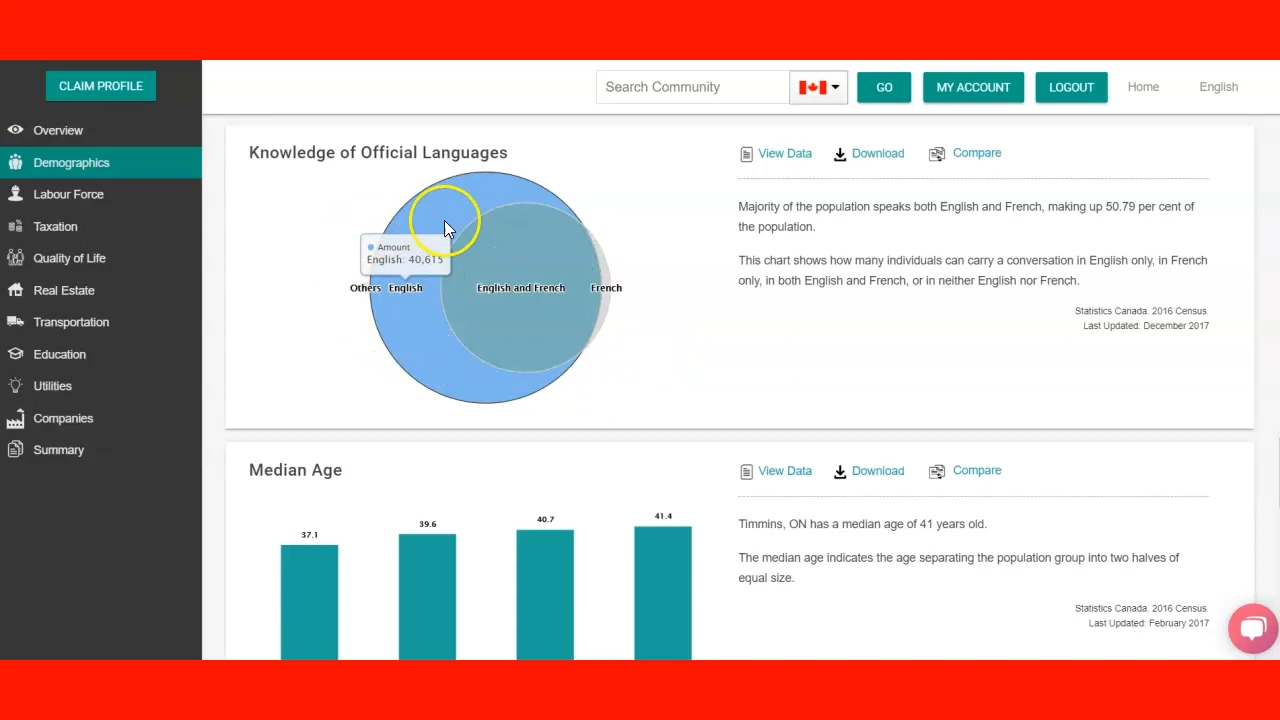 CLAIM PROFILE
Search Community
GO
MY ACCOUNT
LOGOUT
Home
English
Overview
Demographics
Labour Force
Taxation
Quality of Life
Real Estate
Transportation
Education
Utilities
Companies
Summary
Knowledge of Official Languages
View Data
Download
Compare
Amount
English: 40,615
Others
English
English and French
French
Majority of the population speaks both English and French, making up 50.79 per cent of
the population.
This chart shows how many individuals can carry a conversation in English only, in French
only, in both English and French, or in neither English nor French.
Statistics Canada. 2016 Census.
Last Updated: December 2017
Median Age
View Data
Download
Compare
37.1
39.6
40.7
41.4
Timmins, ON has a median age of 41 years old.
The median age indicates the age separating the population group into two halves of
equal size.
Statistics Canada. 2016 Census.
Last Updated: February 2017